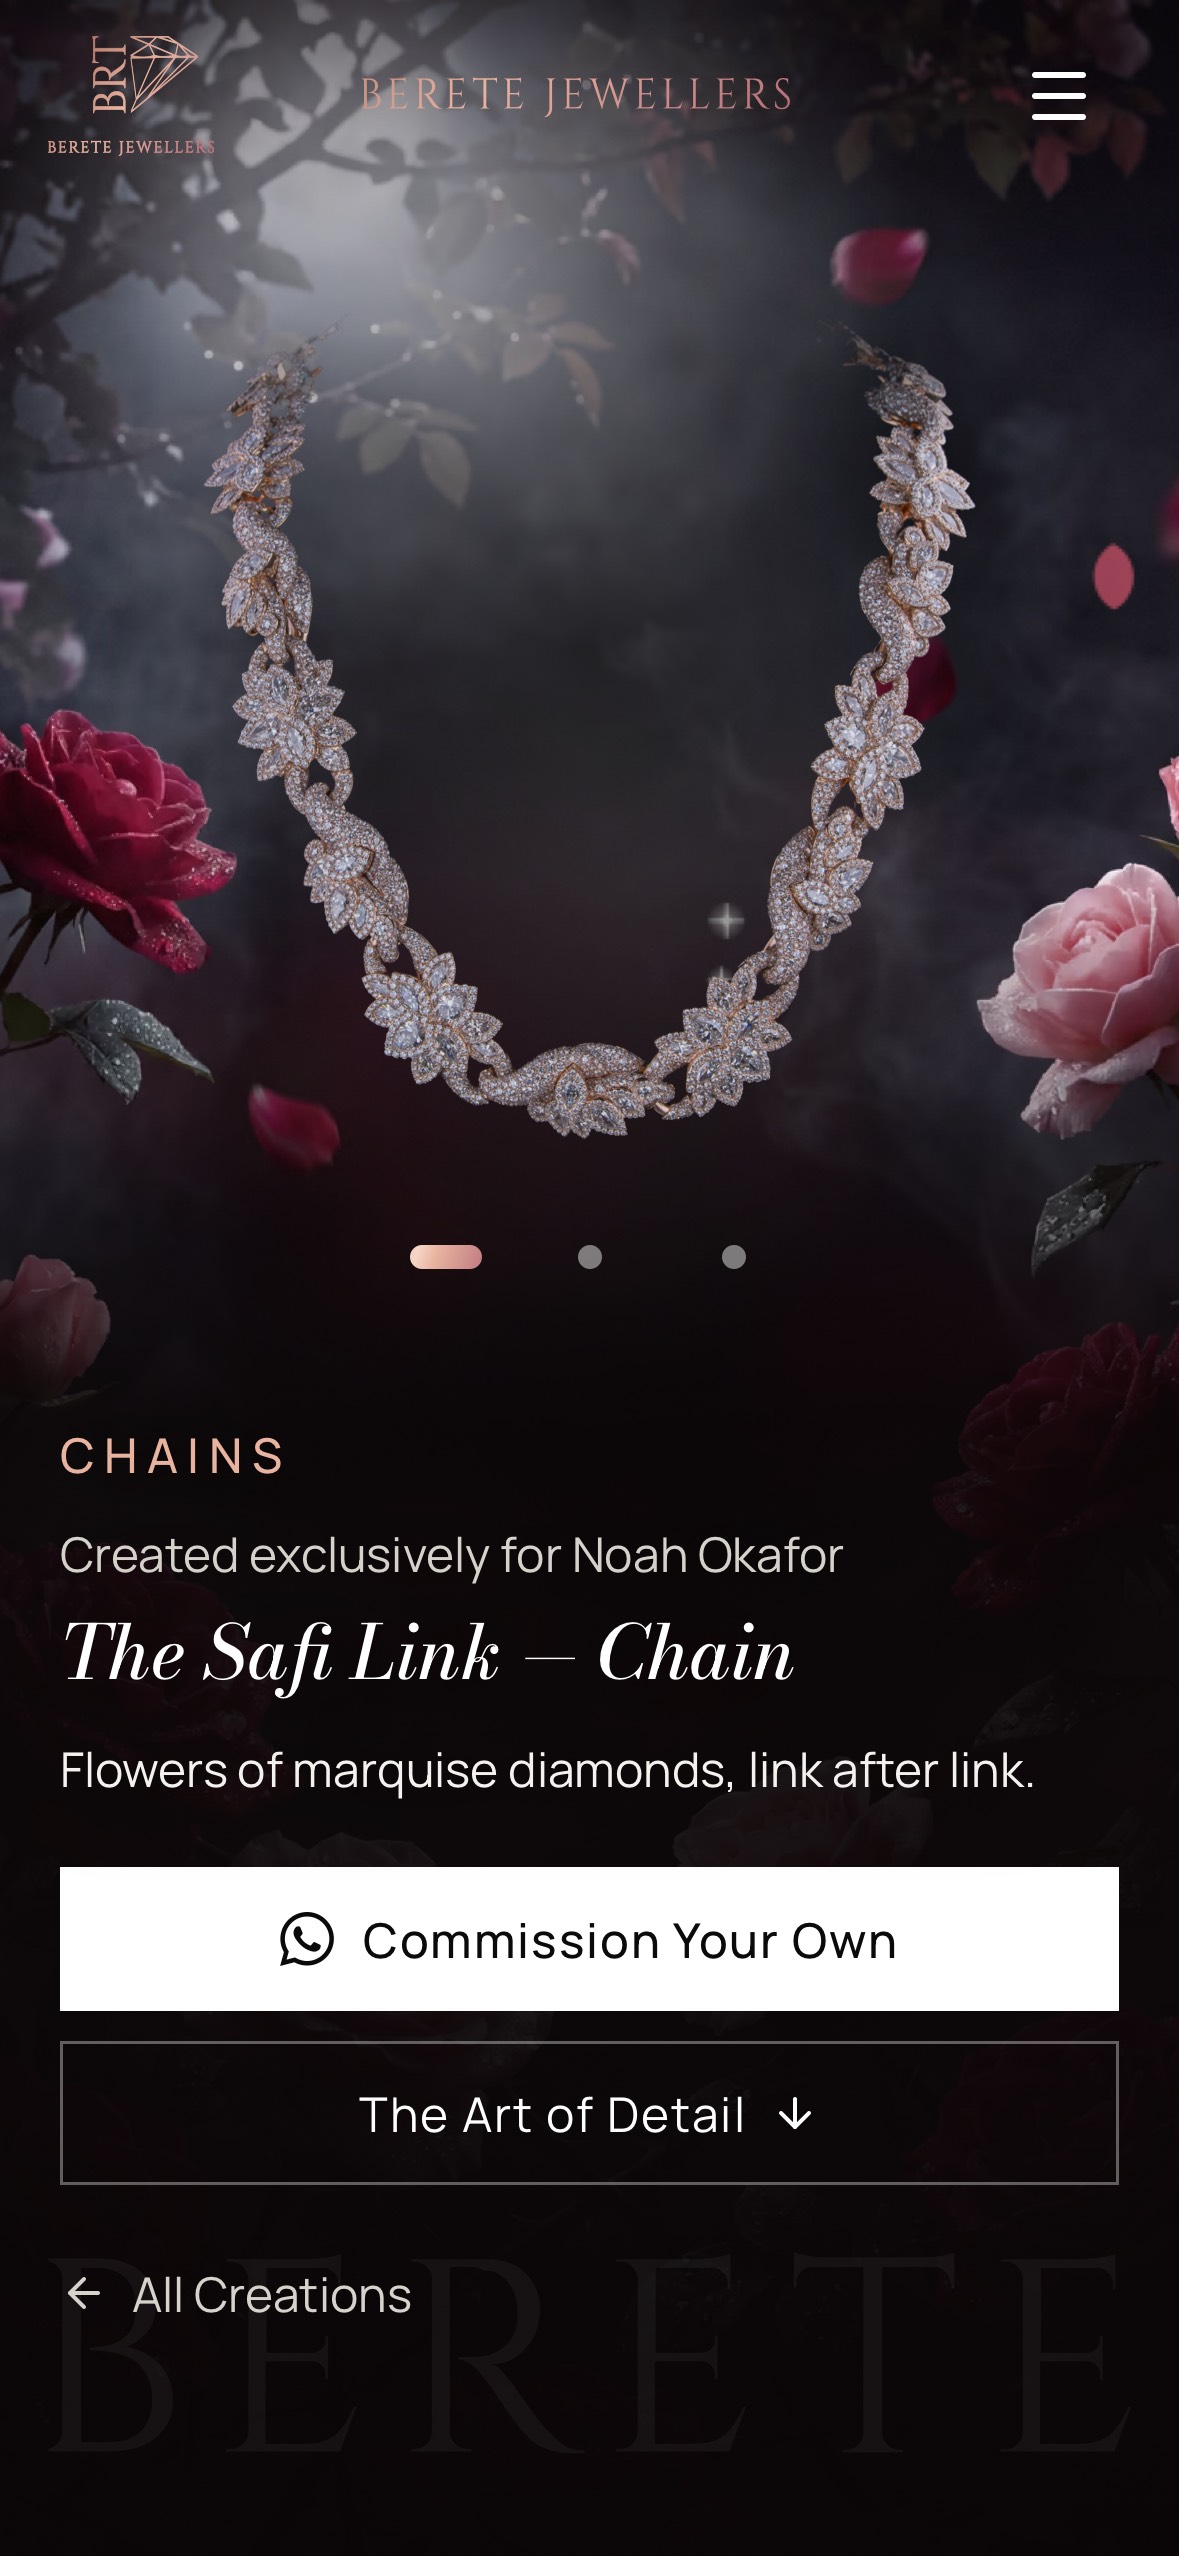 BRT
BERETE JEWELLERS
BERETE JEWELLERS
CHAINS
Created exclusively for Noah Okafor
The Safi Link — Chain
Flowers of marquise diamonds, link after link.
Commission Your Own
The Art of Detail ↓
← All Creations
BERETE